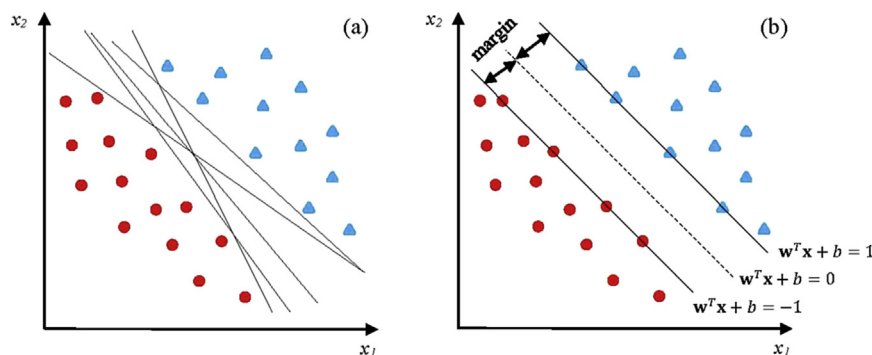 x₂
(a)
x₁
x₂
margin
(b)
𝐰ᵀ𝐱 + b = 1
𝐰ᵀ𝐱 + b = 0
𝐰ᵀ𝐱 + b = −1
x₁